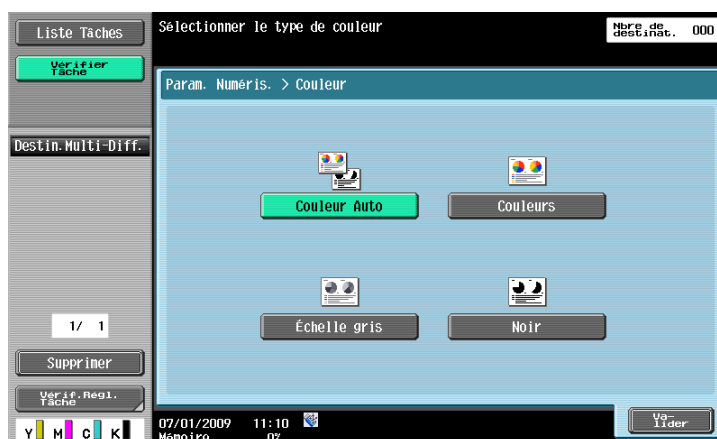 Liste Tâches
Sélectionner le type de couleur
Nbre de
destinat. 000
Vérifier
Tâche
Param. Numéris. > Couleur
Destin.Multi-Diff.
Couleur Auto
Couleurs
Échelle gris
Noir
1/ 1
Supprimer
Vérif.Régl.
Tâche
Va-
lider
07/01/2009 11:10
Mémoire 0%
Y M C K